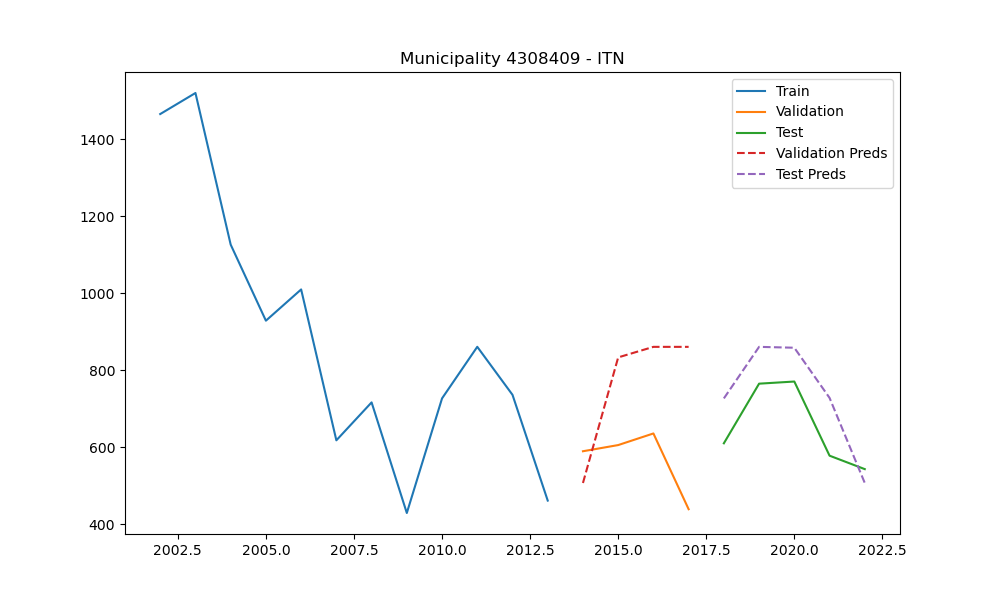 Municipality 4308409 - ITN
Train
Validation
Test
Validation Preds
Test Preds
1400
1200
1000
800
600
400
2002.5 2005.0 2007.5 2010.0 2012.5 2015.0 2017.5 2020.0 2022.5